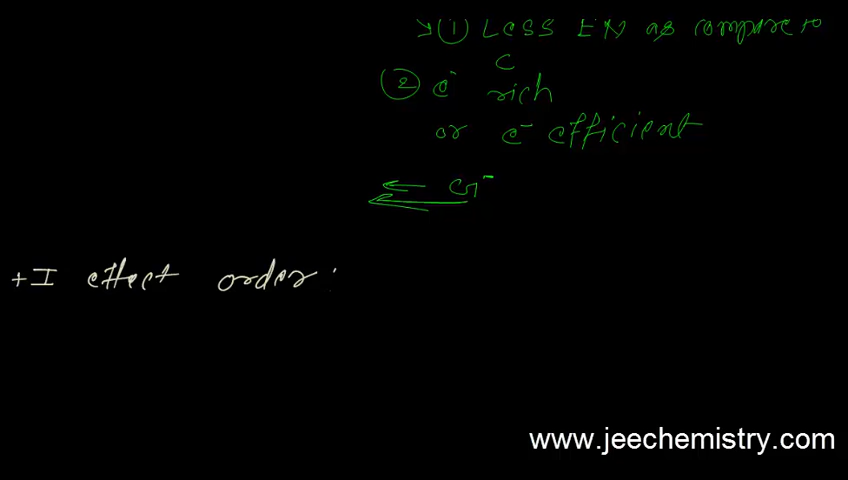 → ① Less EN as compare to
C
② e⁻ rich
or e⁻ efficient
← G⁻
+I effect order :
www.jeechemistry.com